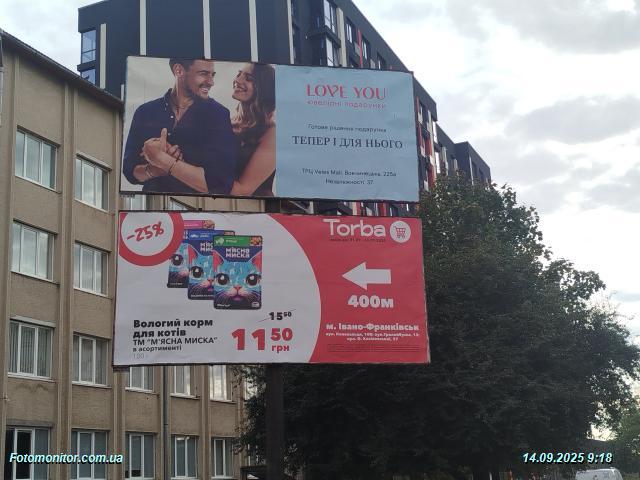 LOVE YOU
ювелірні подарунки
Готове рішення подарунка
ТЕПЕР І ДЛЯ НЬОГО
ТРЦ Veles Mall, Вовчинецька, 225а
Незалежності, 37
-25%
Torba
М'ЯСНА
МИСКА
400м
Вологий корм
для котів
ТМ "М'ЯСНА МИСКА"
в асортименті
15⁵⁰
11⁵⁰
грн
м. Івано-Франківськ
Fotomonitor.com.ua
14.09.2025 9:18